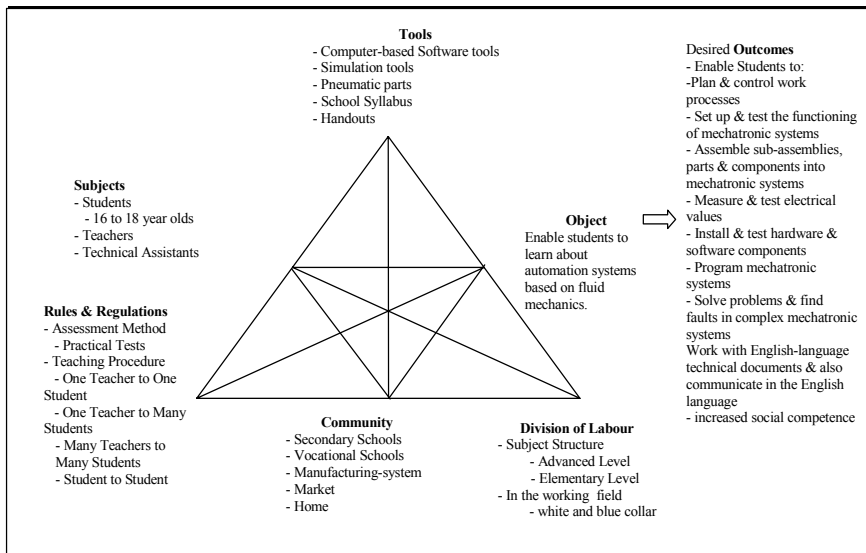 Tools
- Computer-based Software tools
- Simulation tools
- Pneumatic parts
- School Syllabus
- Handouts
Subjects
- Students
- 16 to 18 year olds
- Teachers
- Technical Assistants
Rules & Regulations
- Assessment Method
- Practical Tests
- Teaching Procedure
- One Teacher to One
Student
- One Teacher to Many
Students
- Many Teachers to
Many Students
- Student to Student
Community
- Secondary Schools
- Vocational Schools
- Manufacturing-system
- Market
- Home
Division of Labour
- Subject Structure
- Advanced Level
- Elementary Level
- In the working field
- white and blue collar
Object
Enable students to
learn about
automation systems
based on fluid
mechanics.
Desired Outcomes
- Enable Students to:
-Plan & control work
processes
- Set up & test the functioning
of mechatronic systems
- Assemble sub-assemblies,
parts & components into
mechatronic systems
- Measure & test electrical
values
- Install & test hardware &
software components
- Program mechatronic
systems
- Solve problems & find
faults in complex mechatronic
systems
Work with English-language
technical documents & also
communicate in the English
language
- increased social competence